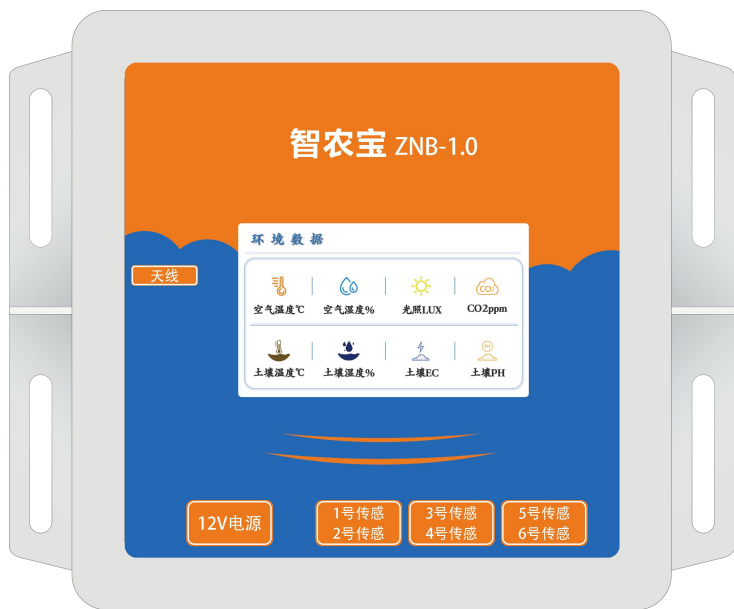 智农宝 ZNB-1.0
环境数据
天线
CO₂
空气温度℃ 空气湿度% 光照LUX CO2ppm
PH
土壤温度℃ 土壤湿度% 土壤EC 土壤PH
12V电源
1号传感 3号传感 5号传感
2号传感 4号传感 6号传感